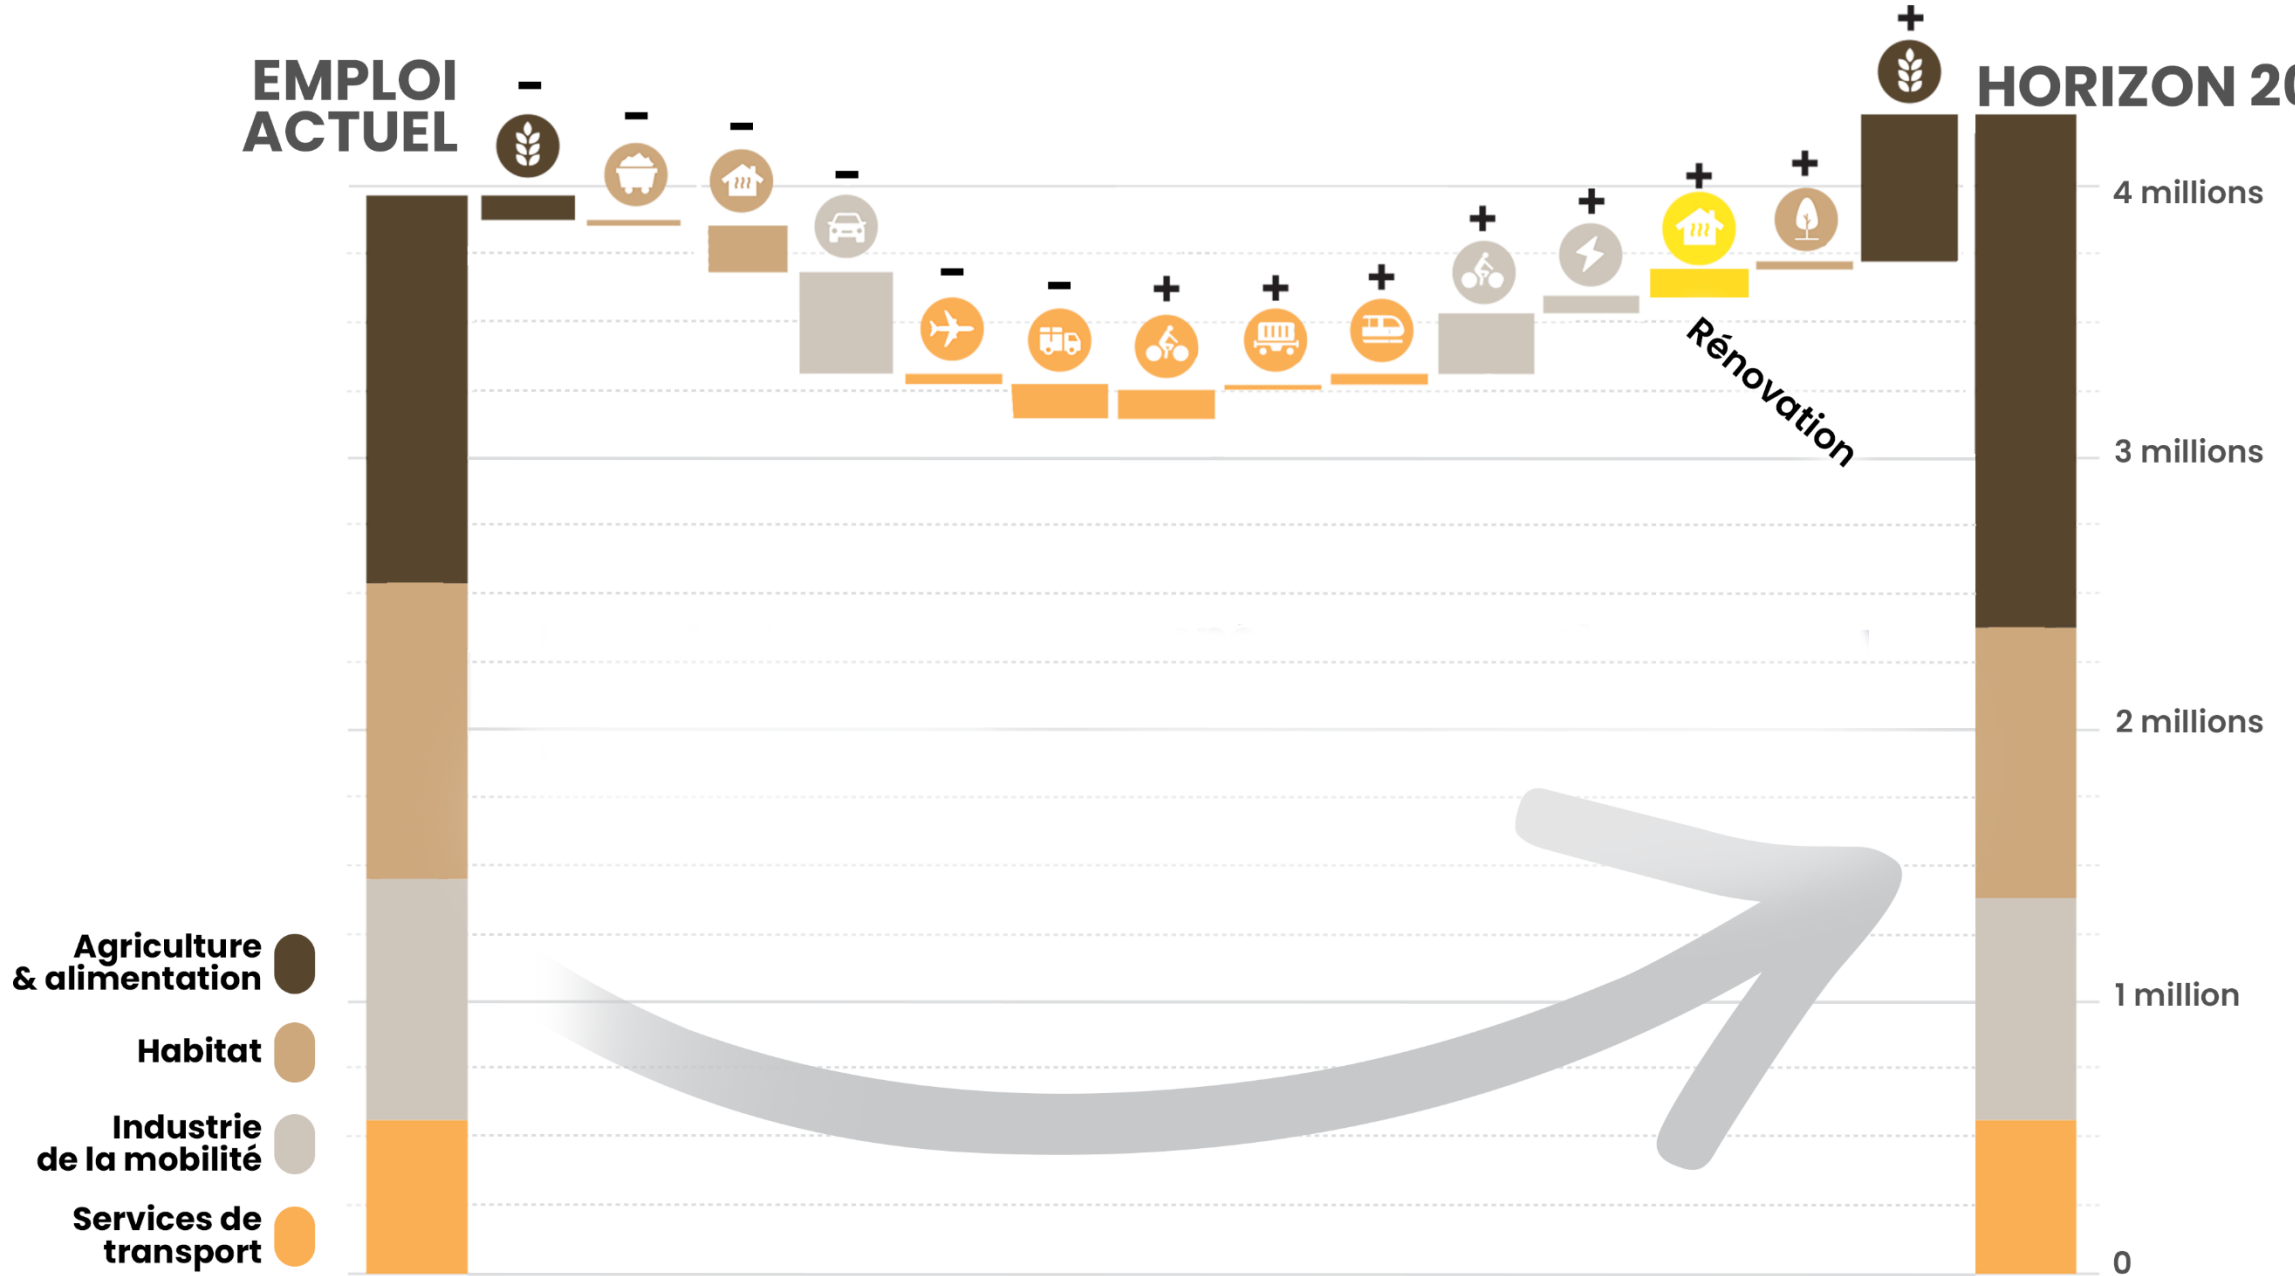 EMPLOI
ACTUEL
HORIZON 20
4 millions
3 millions
2 millions
1 million
0
Rénovation
Agriculture
& alimentation
Habitat
Industrie
de la mobilité
Services de
transport